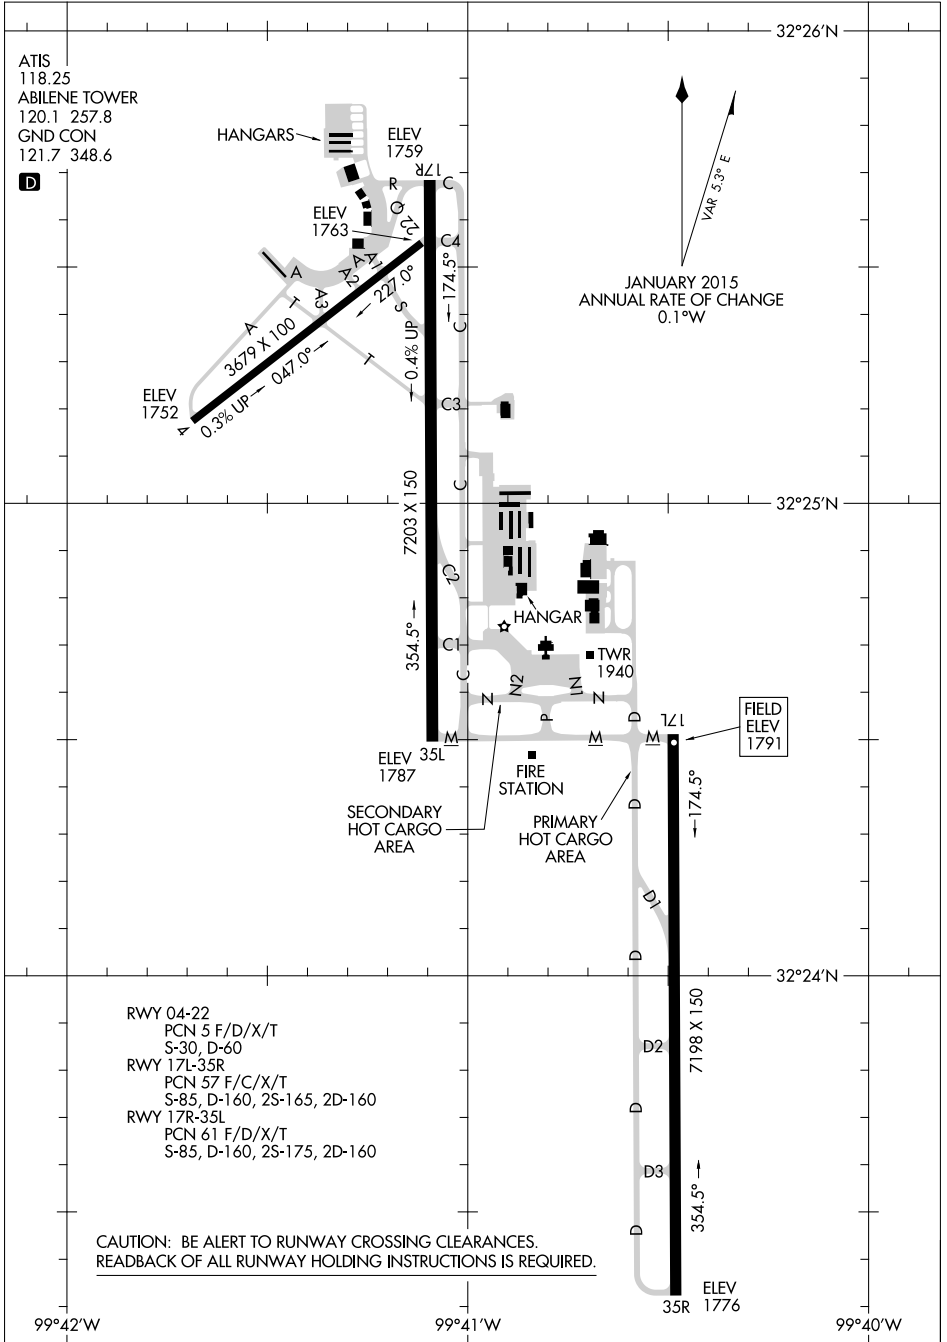 32°26'N
ATIS
118.25
ABILENE TOWER
120.1 257.8
GND CON
121.7 348.6
D
HANGARS
ELEV
1759
17R
R
C
Q
22
ELEV
1763
C4
VAR 5.3° E
JANUARY 2015
ANNUAL RATE OF CHANGE
0.1°W
A
A1
A
A2
A3
227.0°
174.5°
S
T
A
C
3679 X 100
047.0°
0.3% UP
0.4% UP
T
ELEV
1752
4
C3
C
7203 X 150
32°25'N
C2
HANGAR
354.5°
C1
C
TWR
1940
N
N2
N1
N
P
D
17L
FIELD
ELEV
1791
M
M
M
35L
ELEV
1787
FIRE
STATION
174.5°
D
SECONDARY
HOT CARGO
AREA
PRIMARY
HOT CARGO
AREA
D1
D
32°24'N
7198 X 150
D2
D
D3
354.5°
D
RWY 04-22
PCN 5 F/D/X/T
S-30, D-60
RWY 17L-35R
PCN 57 F/C/X/T
S-85, D-160, 2S-165, 2D-160
RWY 17R-35L
PCN 61 F/D/X/T
S-85, D-160, 2S-175, 2D-160
CAUTION: BE ALERT TO RUNWAY CROSSING CLEARANCES.
READBACK OF ALL RUNWAY HOLDING INSTRUCTIONS IS REQUIRED.
35R
ELEV
1776
99°42'W
99°41'W
99°40'W